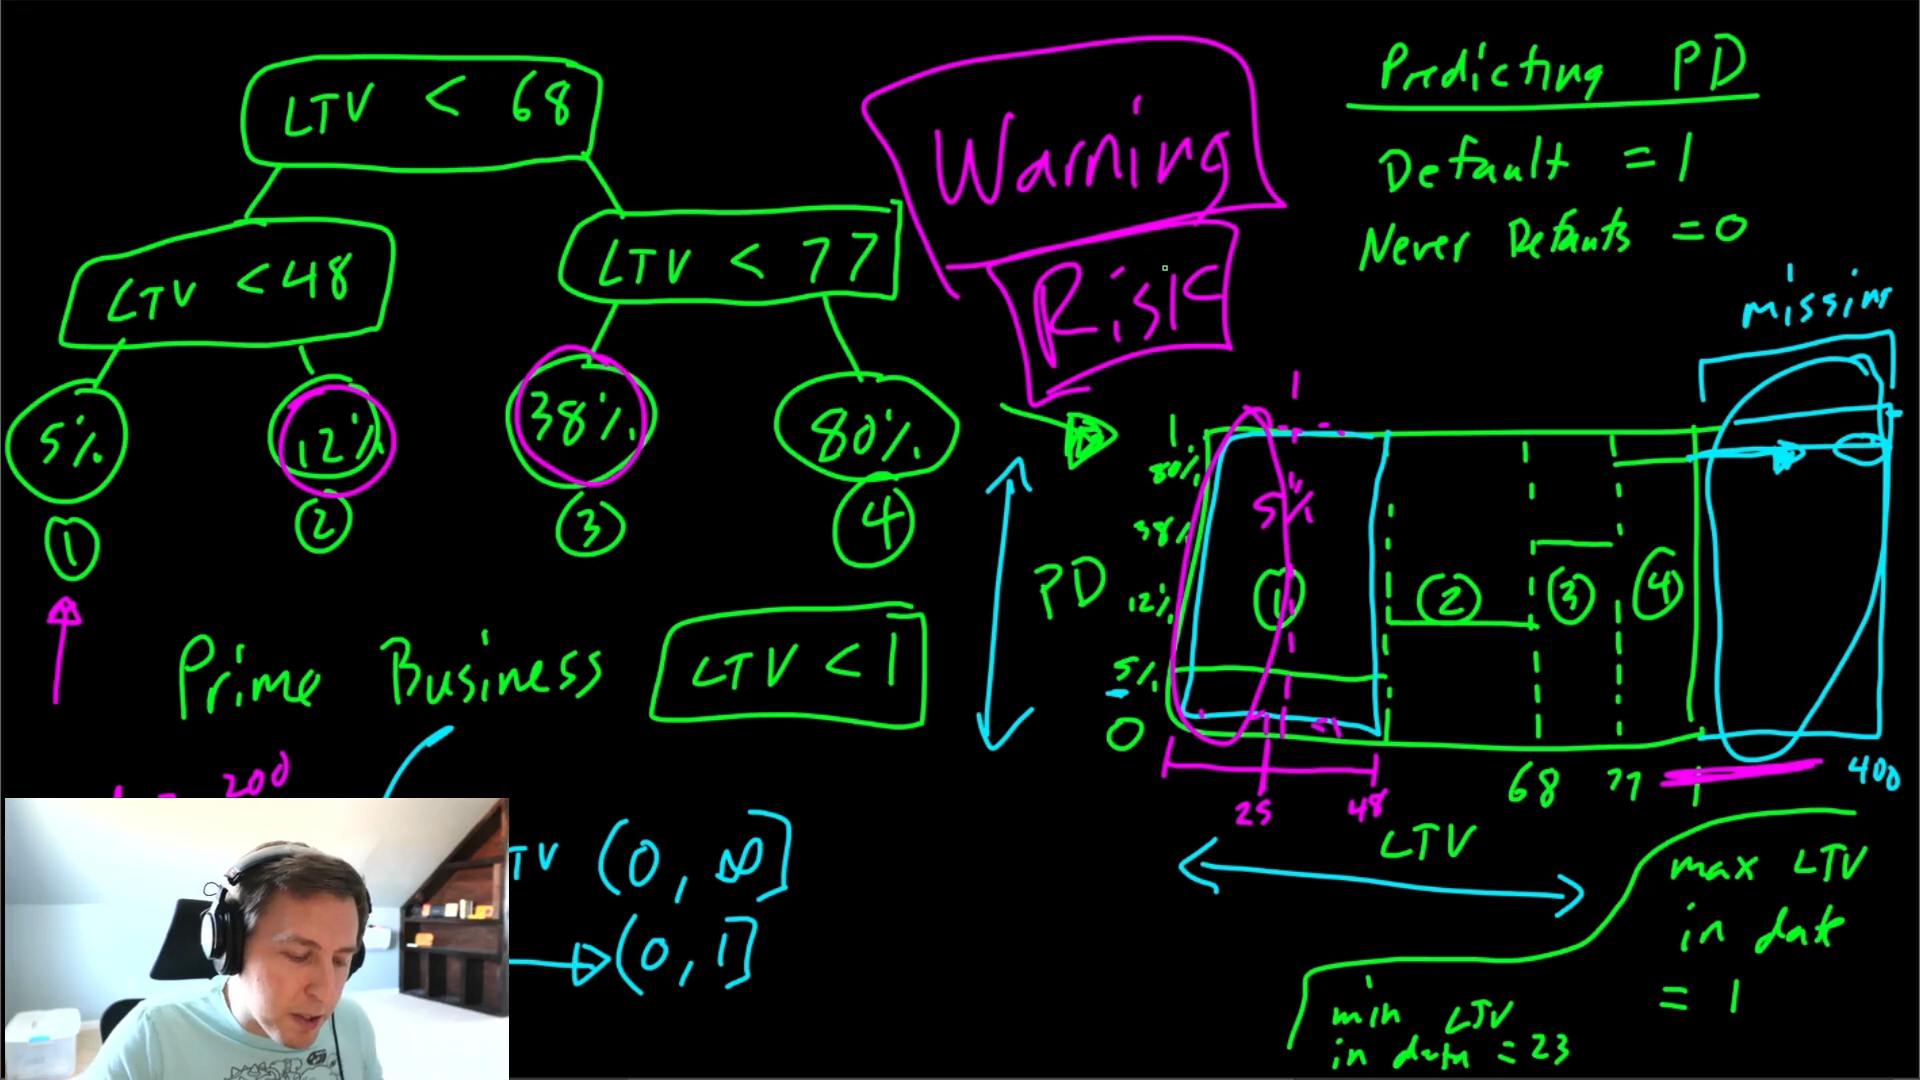 LTV < 68
LTV < 48
LTV < 77
5%
12%
38%
80%
1
2
3
4
Prime Business
LTV < 1
200
TV (0, ∞]
(0, 1]
Warning
Risk
Predicting PD
Default = 1
Never Defaults = 0
missing
1
80%
38%
12%
5%
0
PD
5%
1
2
3
4
25
48
68
77
1
400
LTV
max LTV
in data
= 1
min LTV
in data = 23